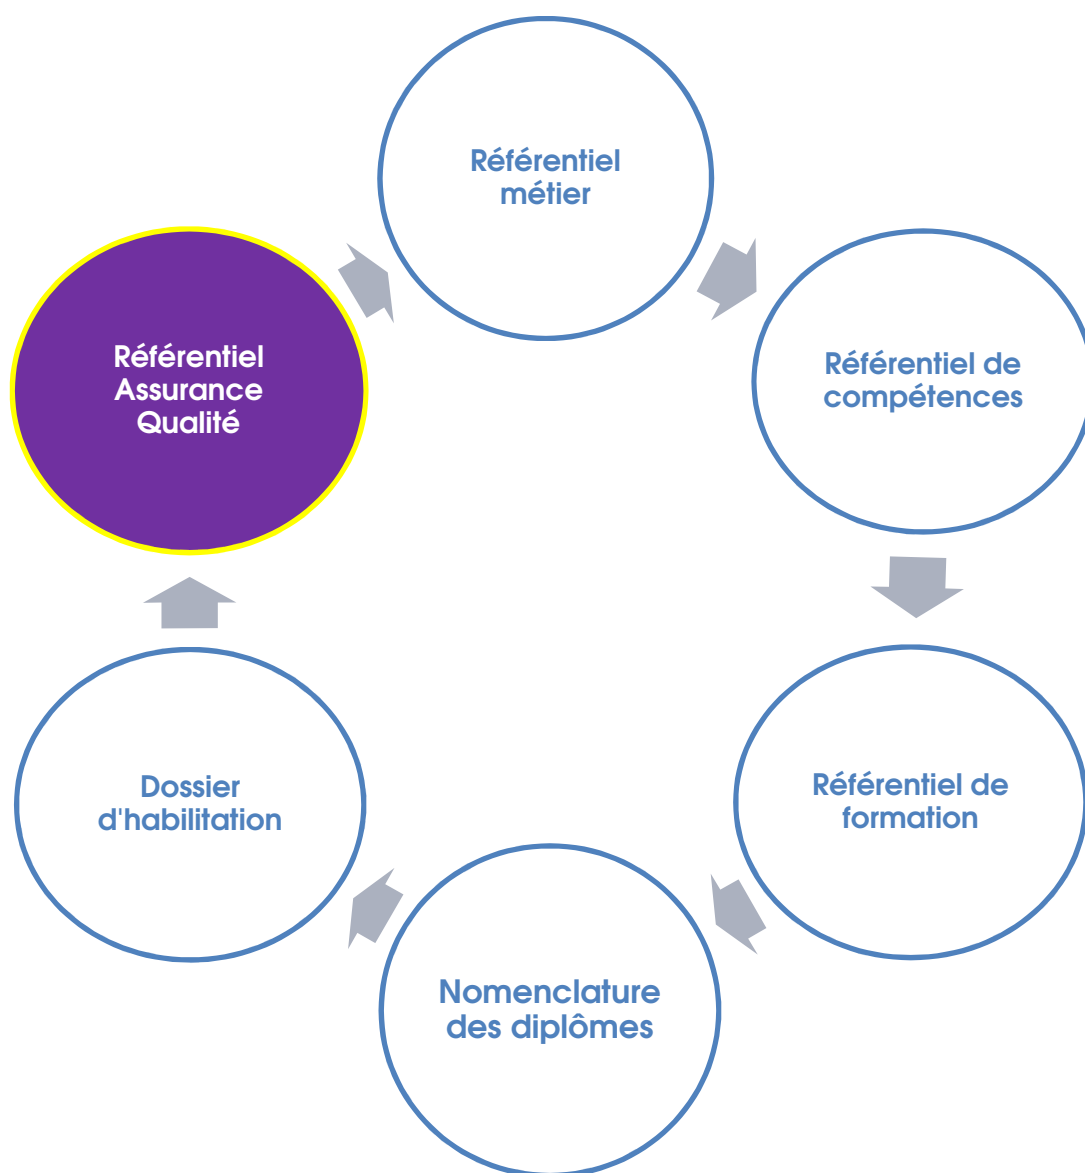 Référentiel
métier
Référentiel
Assurance
Qualité
Référentiel de
compétences
Dossier
d'habilitation
Référentiel de
formation
Nomenclature
des diplômes